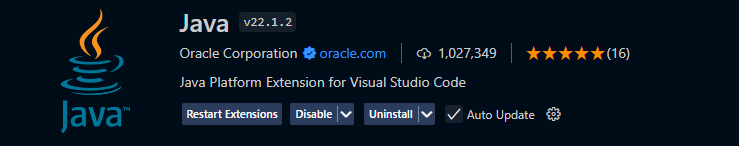 Java v22.1.2
Oracle Corporation oracle.com 1,027,349 (16)
Java Platform Extension for Visual Studio Code
Restart Extensions Disable Uninstall Auto Update
Java™